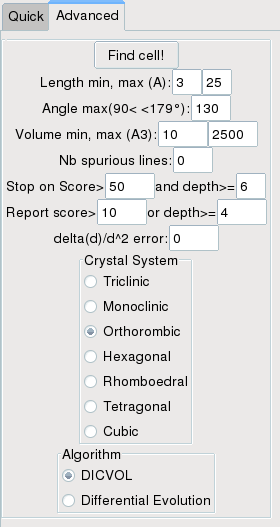 Quick Advanced
Find cell!
Length min, max (A): 3 25
Angle max(90< <179°): 130
Volume min, max (A3): 10 2500
Nb spurious lines: 0
Stop on Score> 50 and depth>= 6
Report score> 10 or depth>= 4
delta(d)/d^2 error: 0
Crystal System
Triclinic
Monoclinic
Orthorombic
Hexagonal
Rhomboedral
Tetragonal
Cubic
Algorithm
DICVOL
Differential Evolution